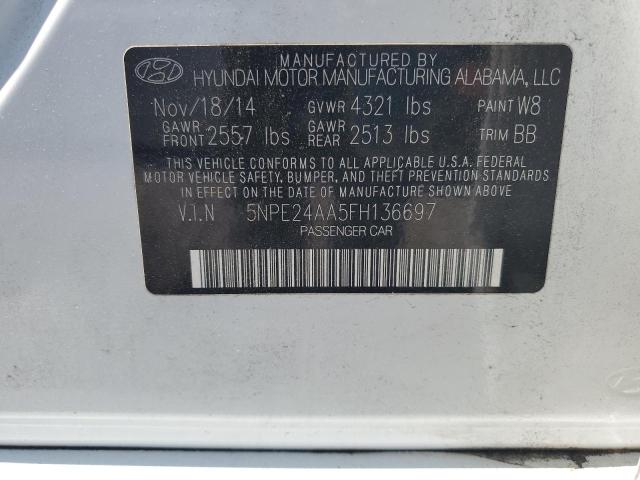 MANUFACTURED BY
HYUNDAI MOTOR MANUFACTURING ALABAMA, LLC
Nov/18/14 GVWR 4321 lbs PAINT W8
GAWR FRONT 2557 lbs GAWR REAR 2513 lbs TRIM BB
THIS VEHICLE CONFORMS TO ALL APPLICABLE U.S.A. FEDERAL
MOTOR VEHICLE SAFETY, BUMPER, AND THEFT PREVENTION STANDARDS
IN EFFECT ON THE DATE OF MANUFACTURE SHOWN ABOVE
V.I.N 5NPE24AA5FH136697
PASSENGER CAR